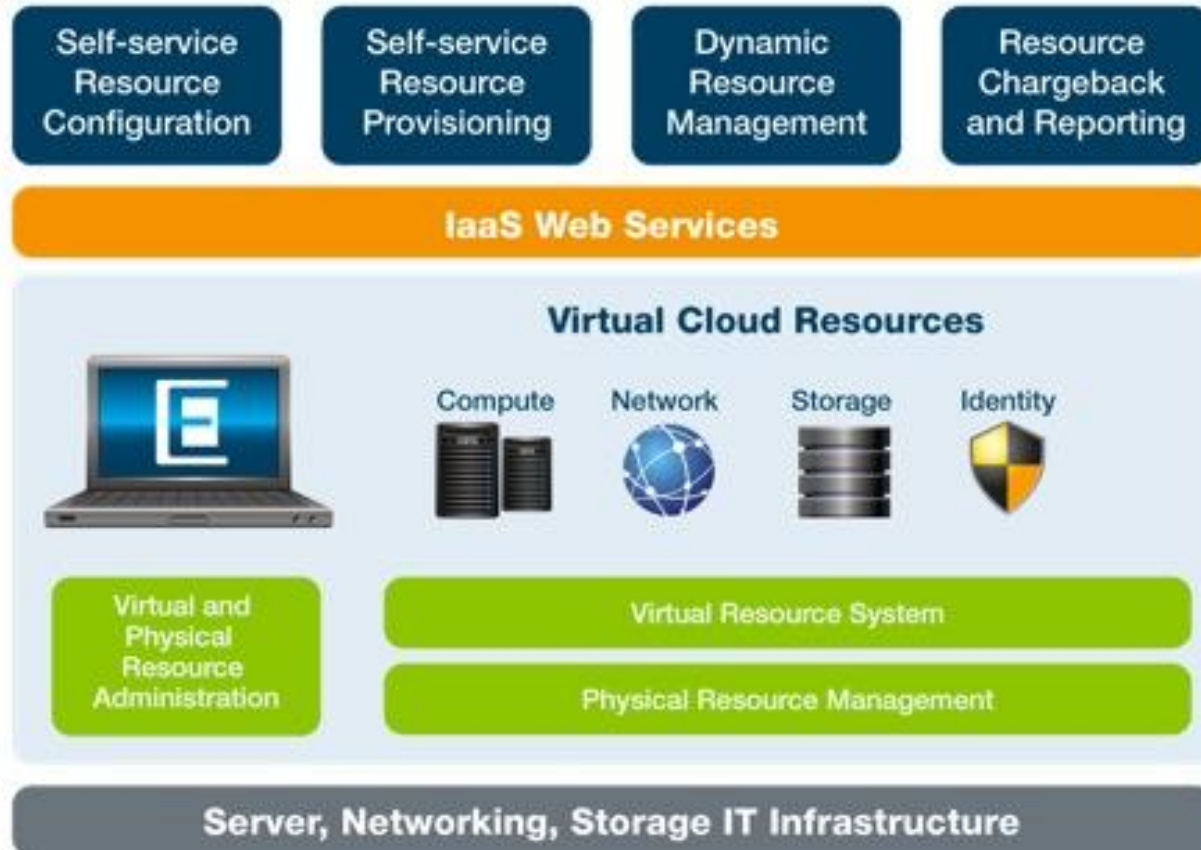 Self-service
Resource
Configuration
Self-service
Resource
Provisioning
Dynamic
Resource
Management
Resource
Chargeback
and Reporting
IaaS Web Services
Virtual Cloud Resources
Compute
Network
Storage
Identity
Virtual and
Physical
Resource
Administration
Virtual Resource System
Physical Resource Management
Server, Networking, Storage IT Infrastructure